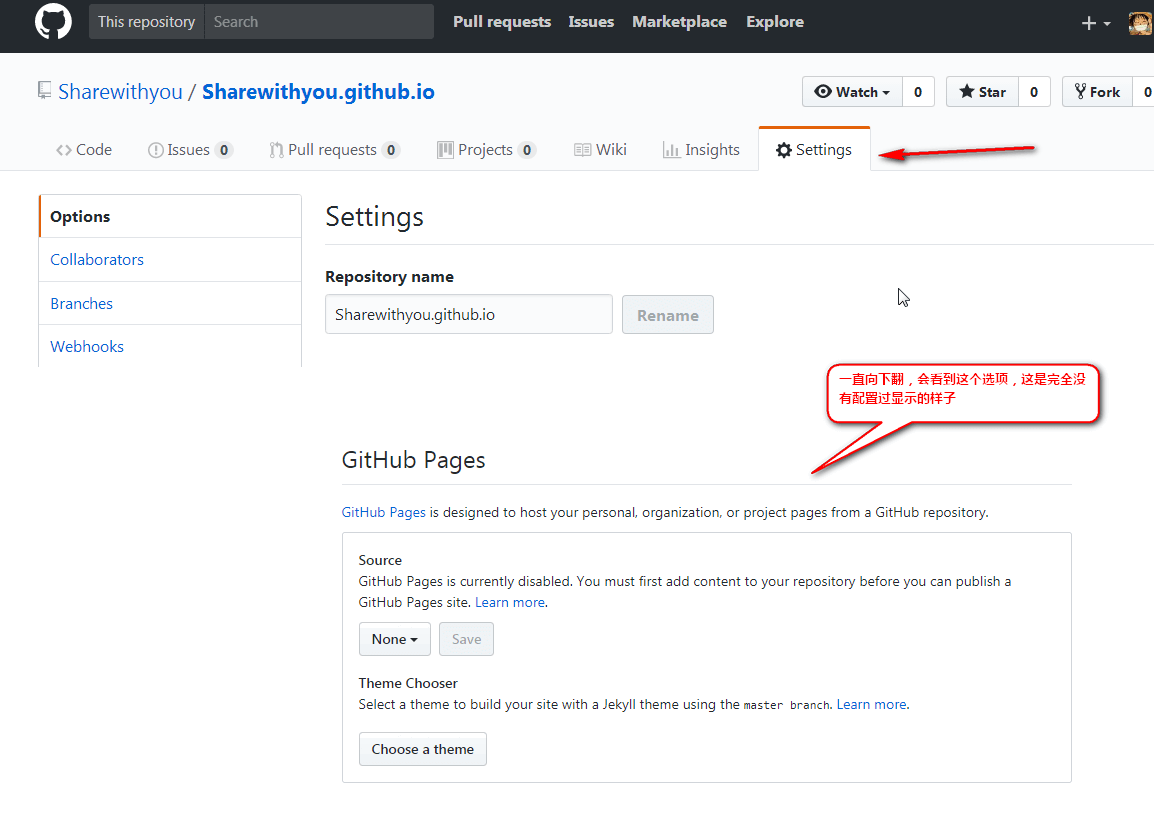 This repository Search Pull requests Issues Marketplace Explore
Sharewithyou / Sharewithyou.github.io
Watch 0 Star 0 Fork 0
Code Issues 0 Pull requests 0 Projects 0 Wiki Insights Settings
Options
Collaborators
Branches
Webhooks
Settings
Repository name
Sharewithyou.github.io Rename
一直向下翻，会看到这个选项，这是完全没
有配置过显示的样子
GitHub Pages
GitHub Pages is designed to host your personal, organization, or project pages from a GitHub repository.
Source
GitHub Pages is currently disabled. You must first add content to your repository before you can publish a
GitHub Pages site. Learn more.
None Save
Theme Chooser
Select a theme to build your site with a Jekyll theme using the master branch. Learn more.
Choose a theme